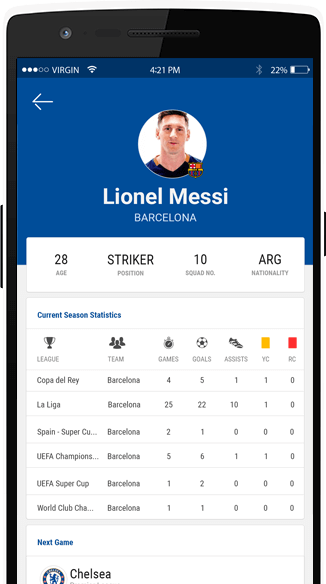 VIRGIN 4:21 PM 22%
Lionel Messi
BARCELONA
28 STRIKER 10 ARG
AGE POSITION SQUAD NO. NATIONALITY
Current Season Statistics
LEAGUE TEAM GAMES GOALS ASSISTS YC RC
Copa del Rey Barcelona 4 5 1 1 0
La Liga Barcelona 25 22 10 1 0
Spain - Super Cu... Barcelona 2 1 0 0 0
UEFA Champions... Barcelona 5 6 1 1 0
UEFA Super Cup Barcelona 1 2 0 0 0
World Club Cha... Barcelona 1 1 0 0 0
Next Game
Chelsea